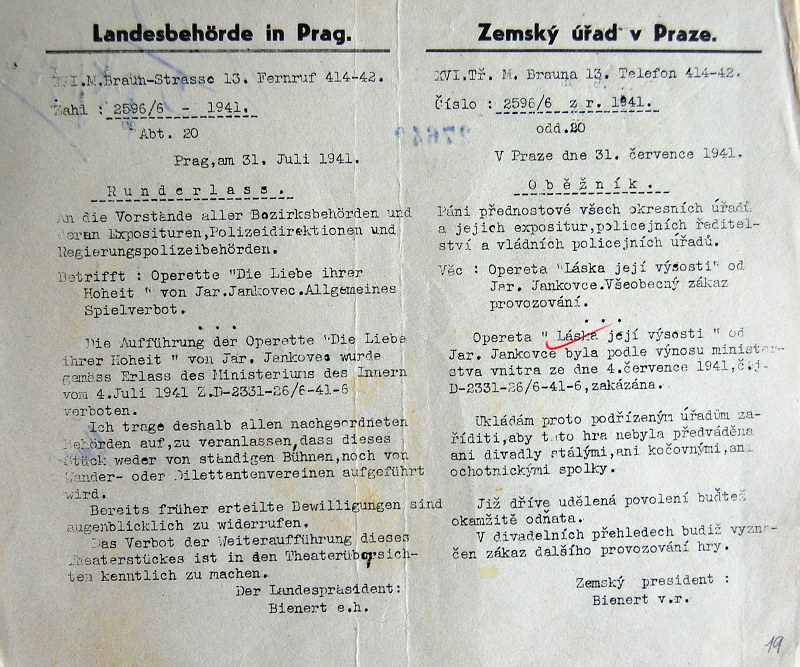 Landesbehörde in Prag.
XVI.M.Braun-Strasse 13. Fernruf 414-42.
Zahl : 2596/6 - 1941.
Abt. 20
Prag,am 31. Juli 1941.
Runderlass.
An die Vorstände aller Bezirksbehörden und
deran Exposituren,Polizeidirektionen und
Regierungspolizeibehörden.
Betrifft : Operette "Die Liebe ihrer
Hoheit " von Jar.Jankovec.Allgemeines
Spielverbot.
. . .
Die Aufführung der Operette "Die Liebe
ihrer Hoheit " von Jar. Jankovec wurde
gemäss Erlass des Ministeriums des Innern
vom 4.Juli 1941 Z.D-2331-26/6-41-6
verboten.
Ich trage deshalb allen nachgeordneten
Behörden auf,zu veranlassen,dass dieses
Stück weder von ständigen Bühnen,noch von
Wander- oder Dilettantenvereinen aufgeführt
wird.
Bereits früher erteilte Bewilligungen sind
augenblicklich zu widerrufen.
Das Verbot der Weiteraufführung dieses
Theaterstückes ist in den Theaterübersich-
ten kenntlich zu machen.
Der Landespräsident:
Bienert e.h.
Zemský úřad v Praze.
XVI.Tř. M. Brauna 13. Telefon 414-42.
Číslo : 2596/6 z r. 1941.
odd.20
V Praze dne 31. července 1941.
Oběžník.
Páni přednostové všech okresních úřadů
a jejich expositur,policejních ředitel-
ství a vládních policejních úřadů.
Věc : Opereta "Láska její výsosti" od
Jar. Jankovce.Všeobecný zákaz
provozování.
. . .
Opereta " Láska její výsosti " od
Jar. Jankovce byla podle výnosu minister-
stva vnitra ze dne 4.července 1941,č.j.
D-2331-26/6-41-6,zakázána.
Ukládám proto podřízeným úřadům za-
říditi,aby tato hra nebyla předváděna
ani divadly stálými,ani kočovnými,ani
ochotnickými spolky.
Již dříve udělená povolení buďtež
okamžitě odňata.
V divadelních přehledech budiž vyzna-
čen zákaz dalšího provozování hry.
Zemský president :
Bienert v.r.
19